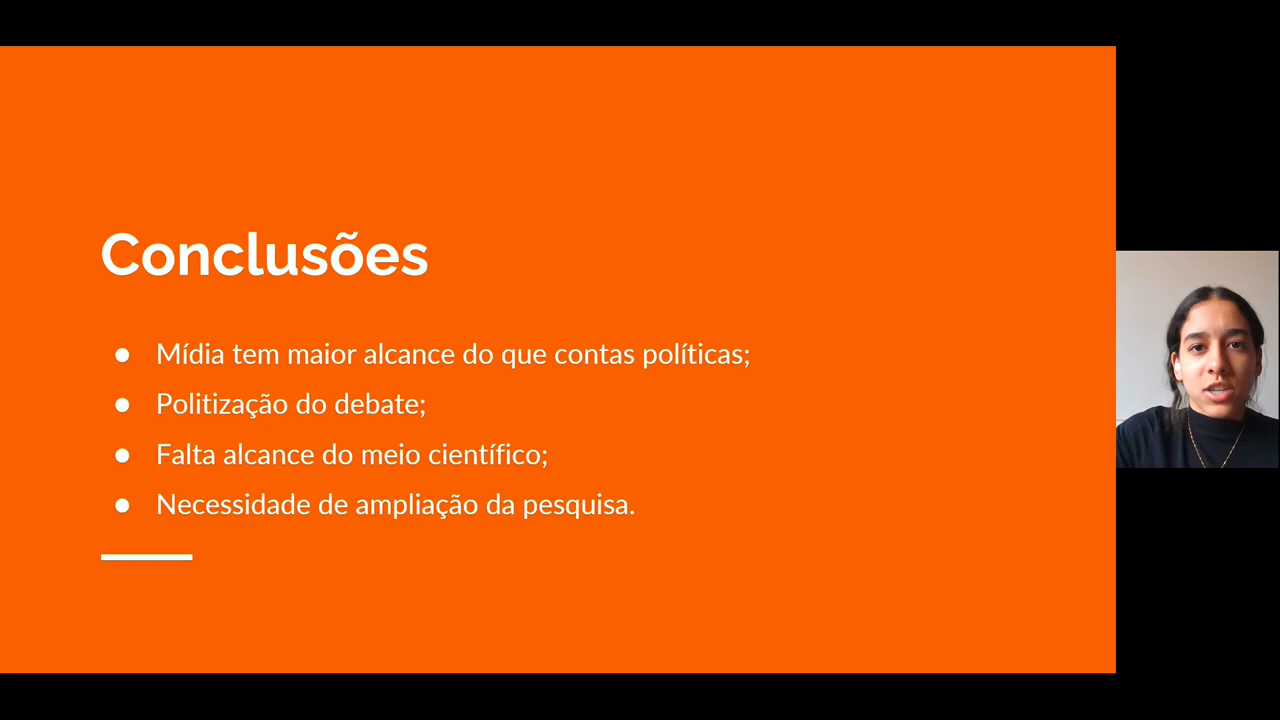 Conclusões
● Mídia tem maior alcance do que contas políticas;
● Politização do debate;
● Falta alcance do meio científico;
● Necessidade de ampliação da pesquisa.